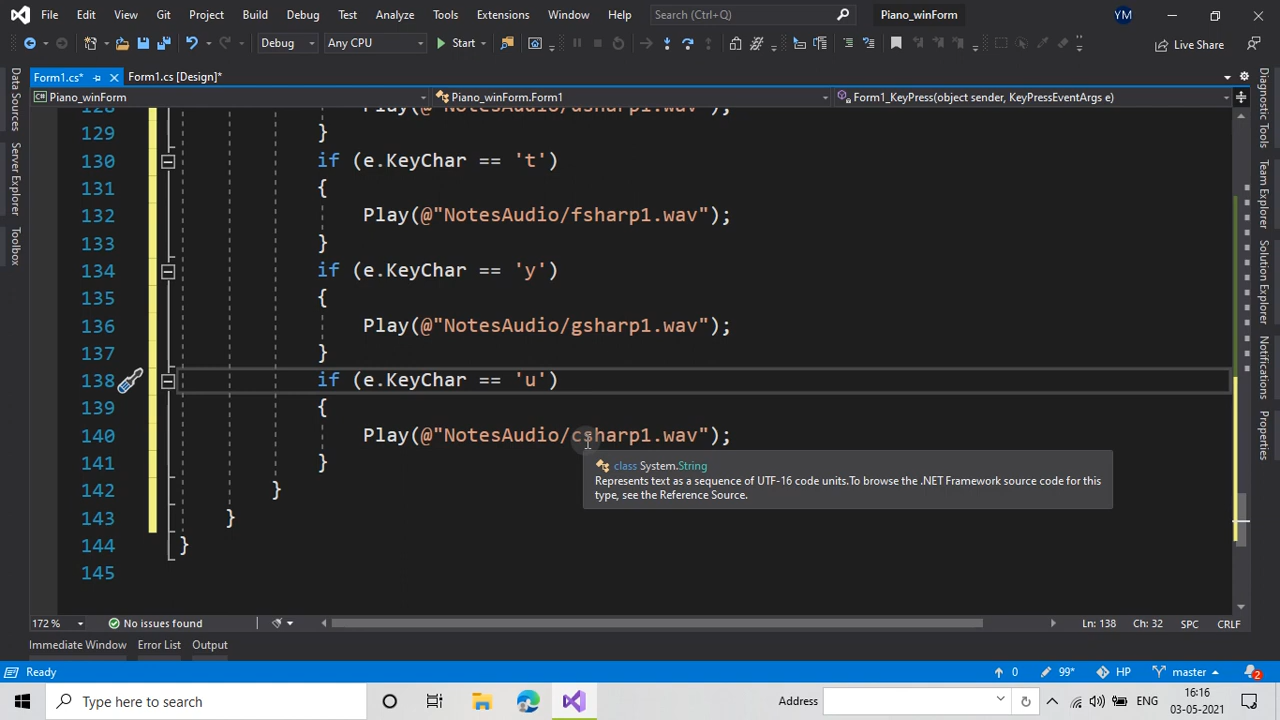 File Edit View Git Project Build Debug Test Analyze Tools Extensions Window Help Search (Ctrl+Q) Piano_winForm YM
Debug Any CPU Start Live Share
Form1.cs* Form1.cs [Design]*
Piano_winForm Piano_winForm.Form1 Form1_KeyPress(object sender, KeyPressEventArgs e)
Data Sources
Server Explorer
Toolbox
128 Play(@"NotesAudio/dsharp1.wav");
129 }
130 if (e.KeyChar == 't')
131 {
132 Play(@"NotesAudio/fsharp1.wav");
133 }
134 if (e.KeyChar == 'y')
135 {
136 Play(@"NotesAudio/gsharp1.wav");
137 }
138 if (e.KeyChar == 'u')
139 {
140 Play(@"NotesAudio/csharp1.wav");
141 }
142 }
143 }
144 }
145
class System.String
Represents text as a sequence of UTF-16 code units.To browse the .NET Framework source code for this
type, see the Reference Source.
Diagnostic Tools
Team Explorer
Solution Explorer
Notifications
Properties
172 % No issues found Ln: 138 Ch: 32 SPC CRLF
Immediate Window Error List Output
Ready 0 99* HP master 2
Type here to search Address ENG 16:16
03-05-2021